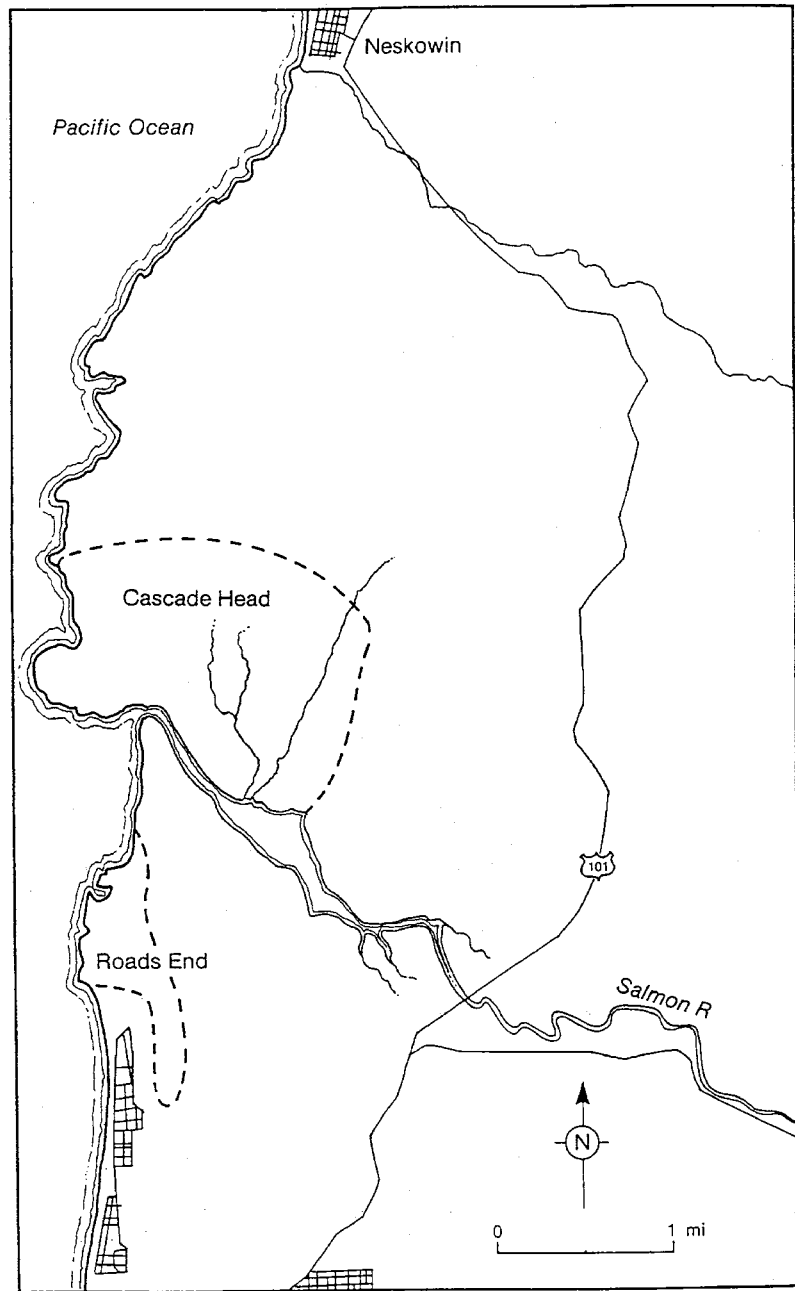 Neskowin
Pacific Ocean
Cascade Head
101
Roads End
Salmon R
N
0 1 mi